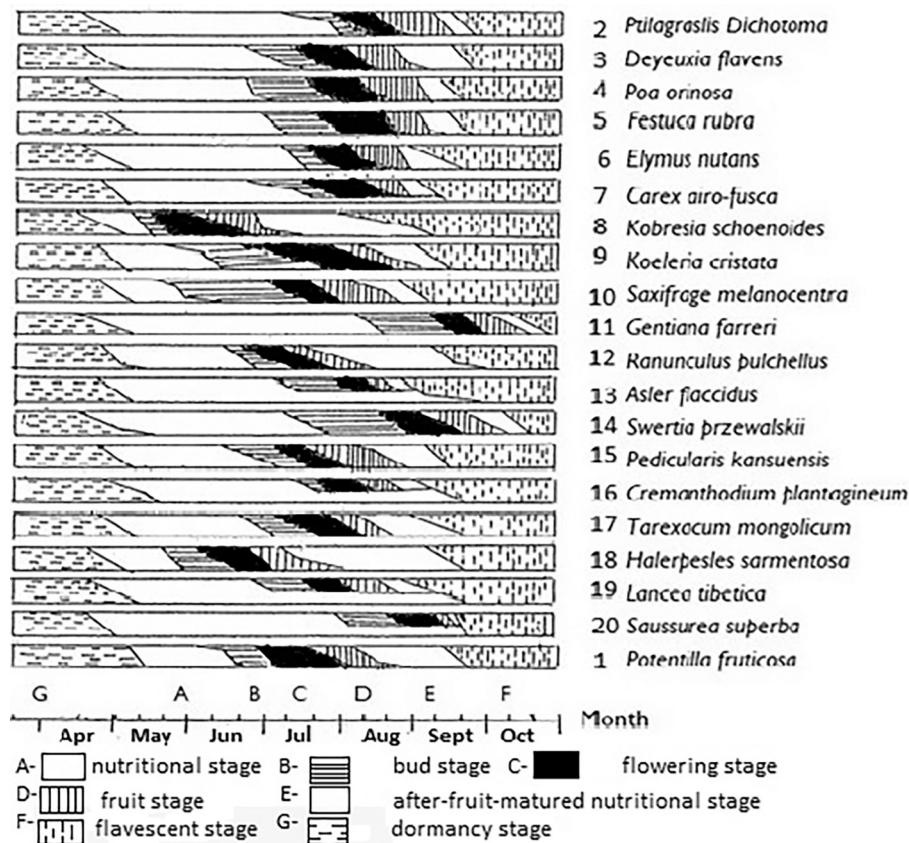 2 Ptilagraslis Dichotoma
3 Deyeuxia flavens
4 Poa orinosa
5 Festuca rubra
6 Elymus nutans
7 Carex airo-fusca
8 Kobresia schoenoides
9 Koeleria cristata
10 Saxifrage melanocentra
11 Gentiana farreri
12 Ranunculus pulchellus
13 Asler flaccidus
14 Swertia przewalskii
15 Pedicularis kansuensis
16 Cremanthodium plantagineum
17 Tarexocum mongolicum
18 Halerpesles sarmentosa
19 Lancea tibetica
20 Saussurea superba
1 Potentilla fruticosa
G A B C D E F
Month
Apr May Jun Jul Aug Sept Oct
A- nutritional stage B- bud stage C- flowering stage
D- fruit stage E- after-fruit-matured nutritional stage
F- flavescent stage G- dormancy stage